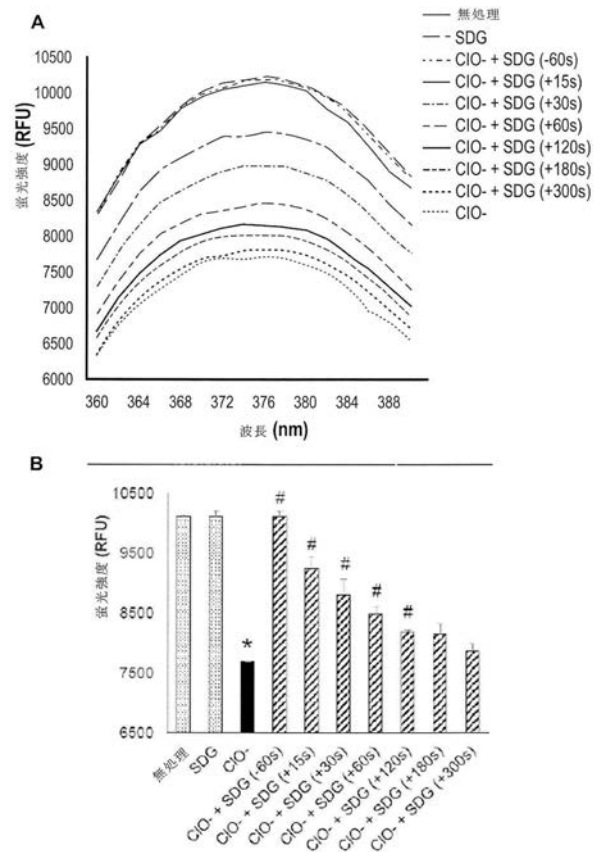 A
無処理
SDG
ClO- + SDG (-60s)
ClO- + SDG (+15s)
ClO- + SDG (+30s)
ClO- + SDG (+60s)
ClO- + SDG (+120s)
ClO- + SDG (+180s)
ClO- + SDG (+300s)
ClO-
蛍光強度 (RFU)
10500
10000
9500
9000
8500
8000
7500
7000
6500
6000
360 364 368 372 376 380 384 388
波長 (nm)
B
蛍光強度 (RFU)
10500
9500
8500
7500
6500
* # # # # #
無処理
SDG
ClO-
ClO- + SDG (-60s)
ClO- + SDG (+15s)
ClO- + SDG (+30s)
ClO- + SDG (+60s)
ClO- + SDG (+120s)
ClO- + SDG (+180s)
ClO- + SDG (+300s)